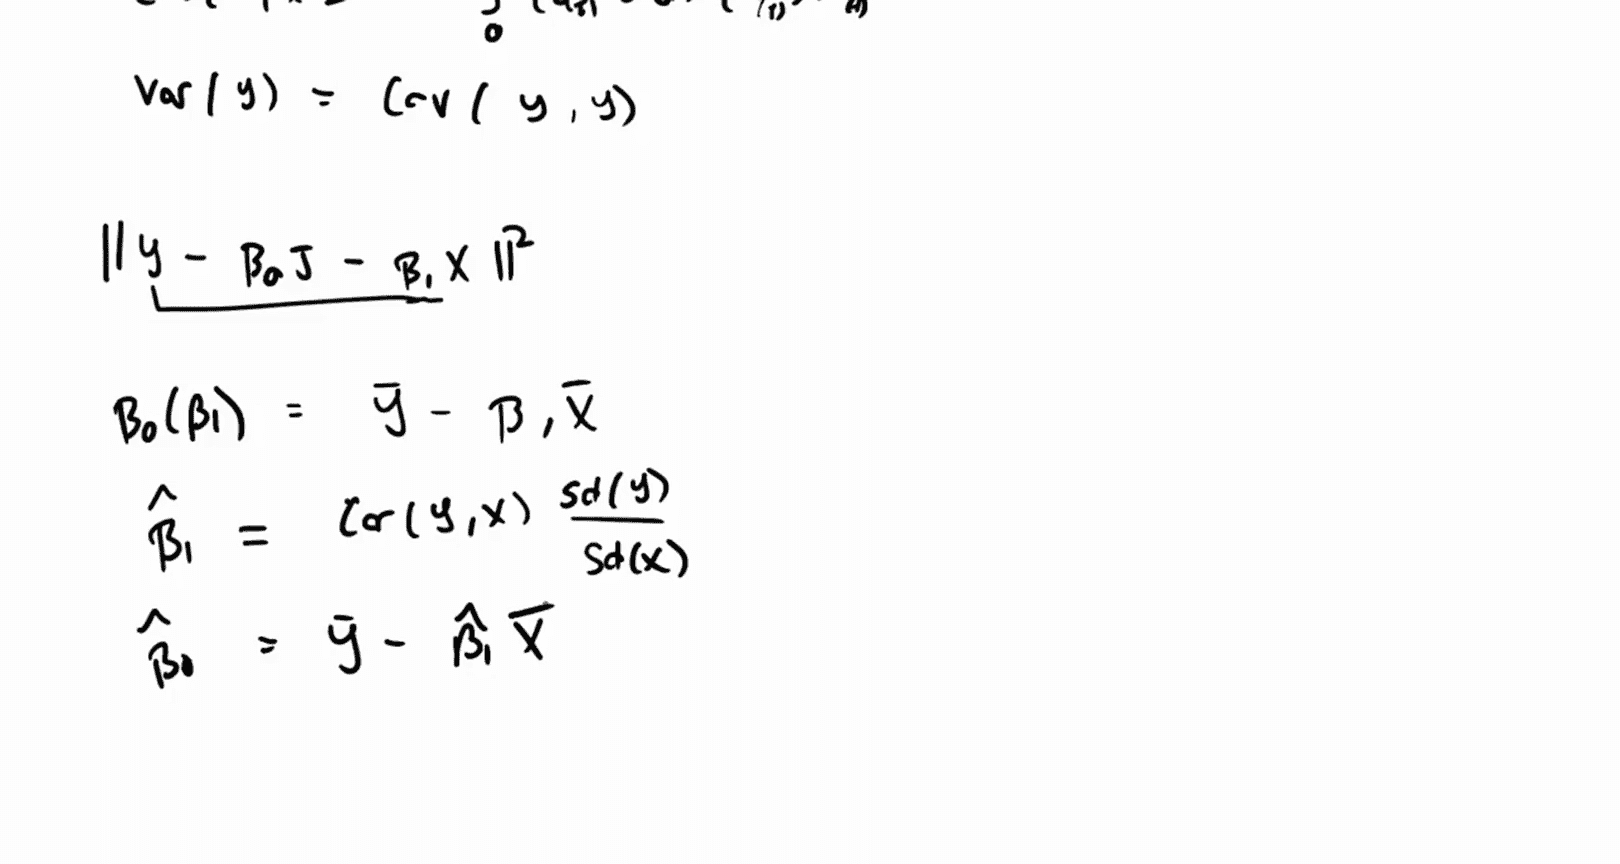 Var(y) = Cov(y, y)
||y - β₀J - β₁x||²
β₀(β₁) = ȳ - β₁x̄
β̂₁ = Cor(y, x) Sd(y)/Sd(x)
β̂₀ = ȳ - β̂₁x̄